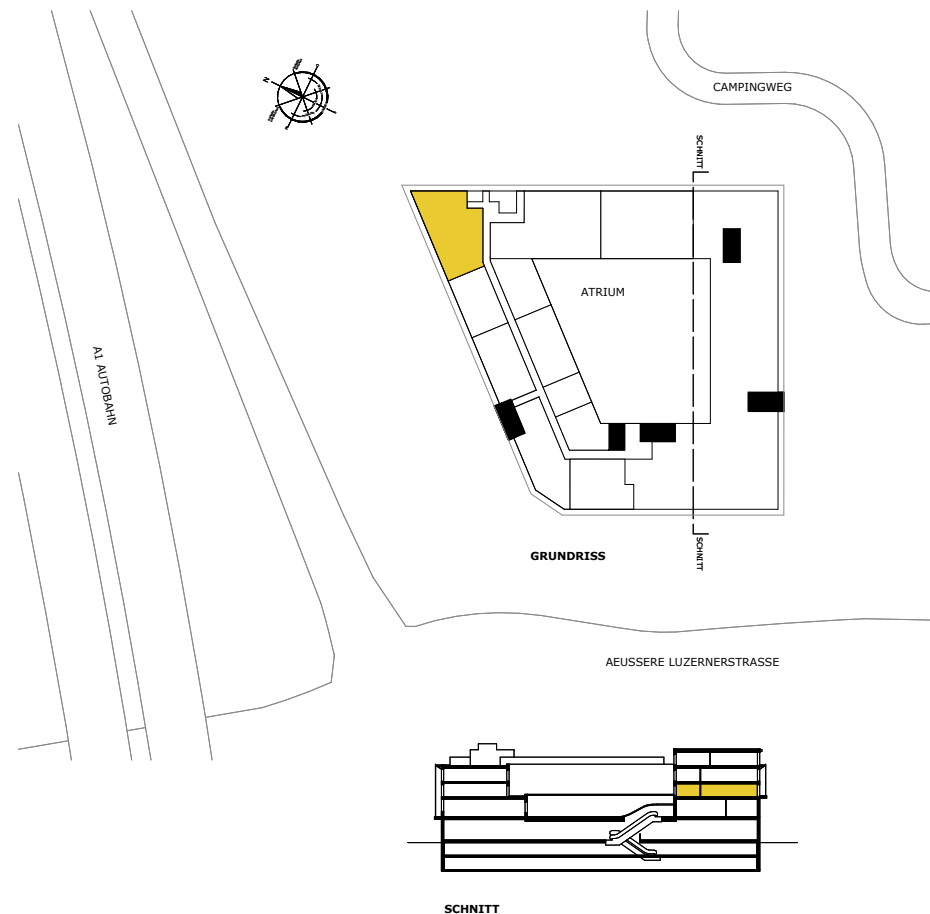 CAMPINGWEG
SCHNITT
N
ATRIUM
A1 AUTOBAHN
SCHNITT
GRUNDRISS
AEUSSERE LUZERNERSTRASSE
SCHNITT